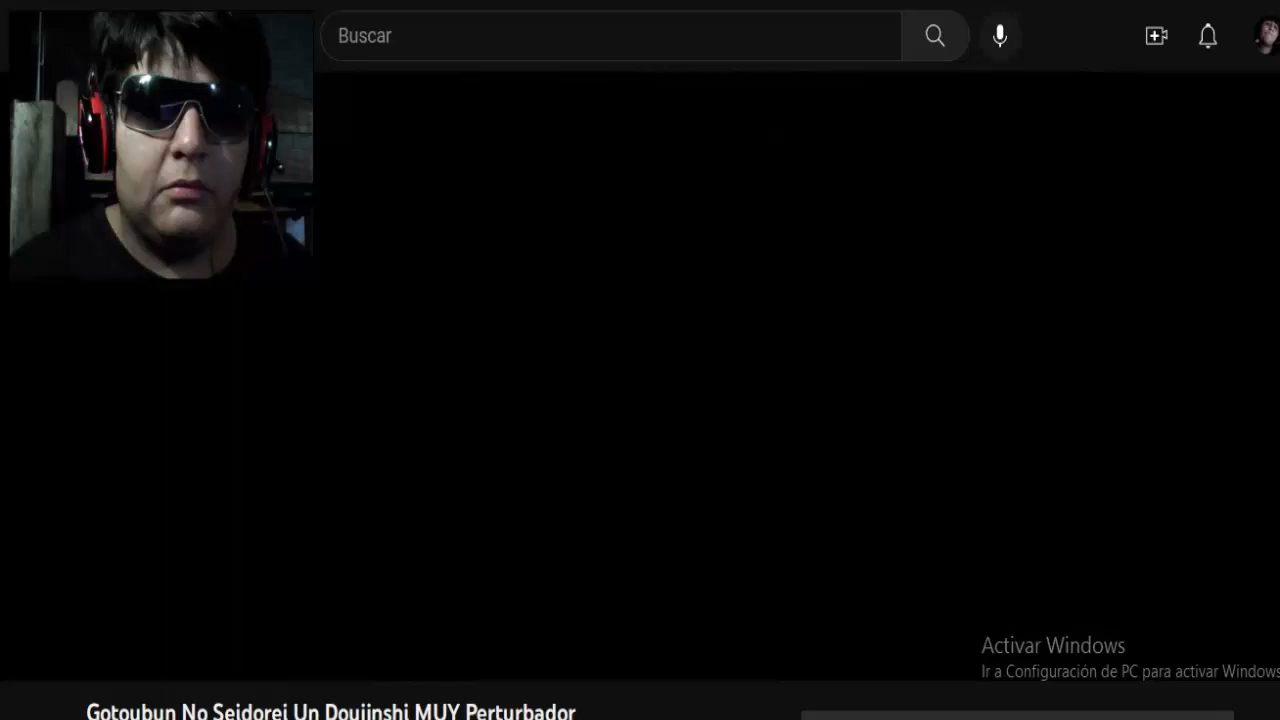 Buscar
Activar Windows
Ir a Configuración de PC para activar Windows
Gotoubun No Seidorei Un Doujinshi MUY Perturbador